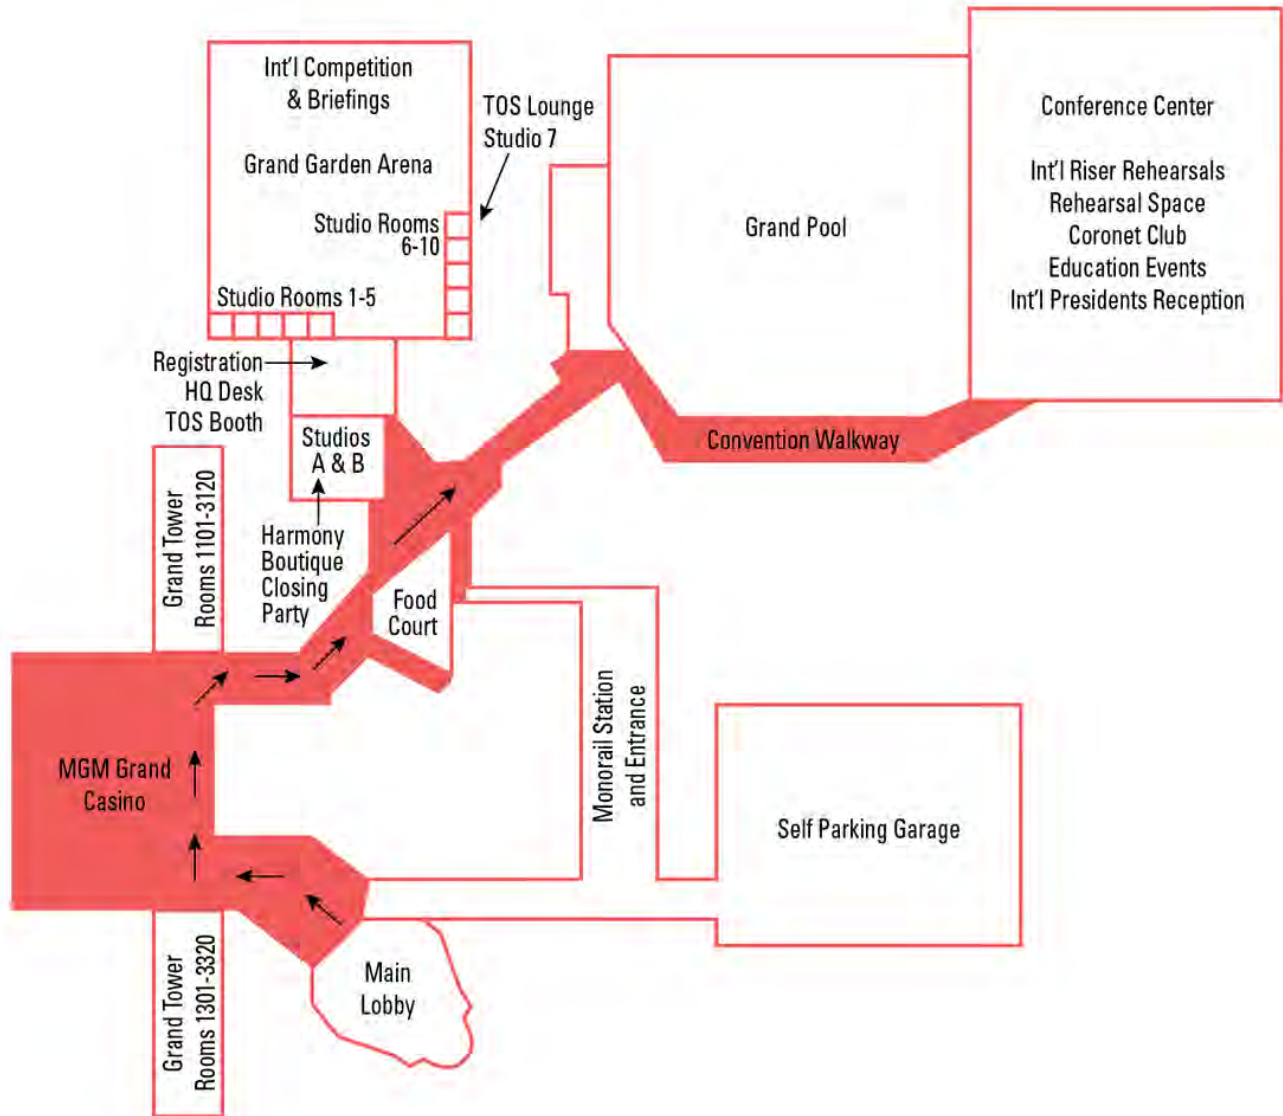 Int'l Competition
& Briefings
Grand Garden Arena
Studio Rooms
6-10
Studio Rooms 1-5
TOS Lounge
Studio 7
Grand Pool
Conference Center
Int'l Riser Rehearsals
Rehearsal Space
Coronet Club
Education Events
Int'l Presidents Reception
Registration
HQ Desk
TOS Booth
Studios
A & B
Convention Walkway
Harmony
Boutique
Closing
Party
Grand Tower
Rooms 1101-3120
Food
Court
MGM Grand
Casino
Monorail Station
and Entrance
Self Parking Garage
Grand Tower
Rooms 1301-3320
Main
Lobby